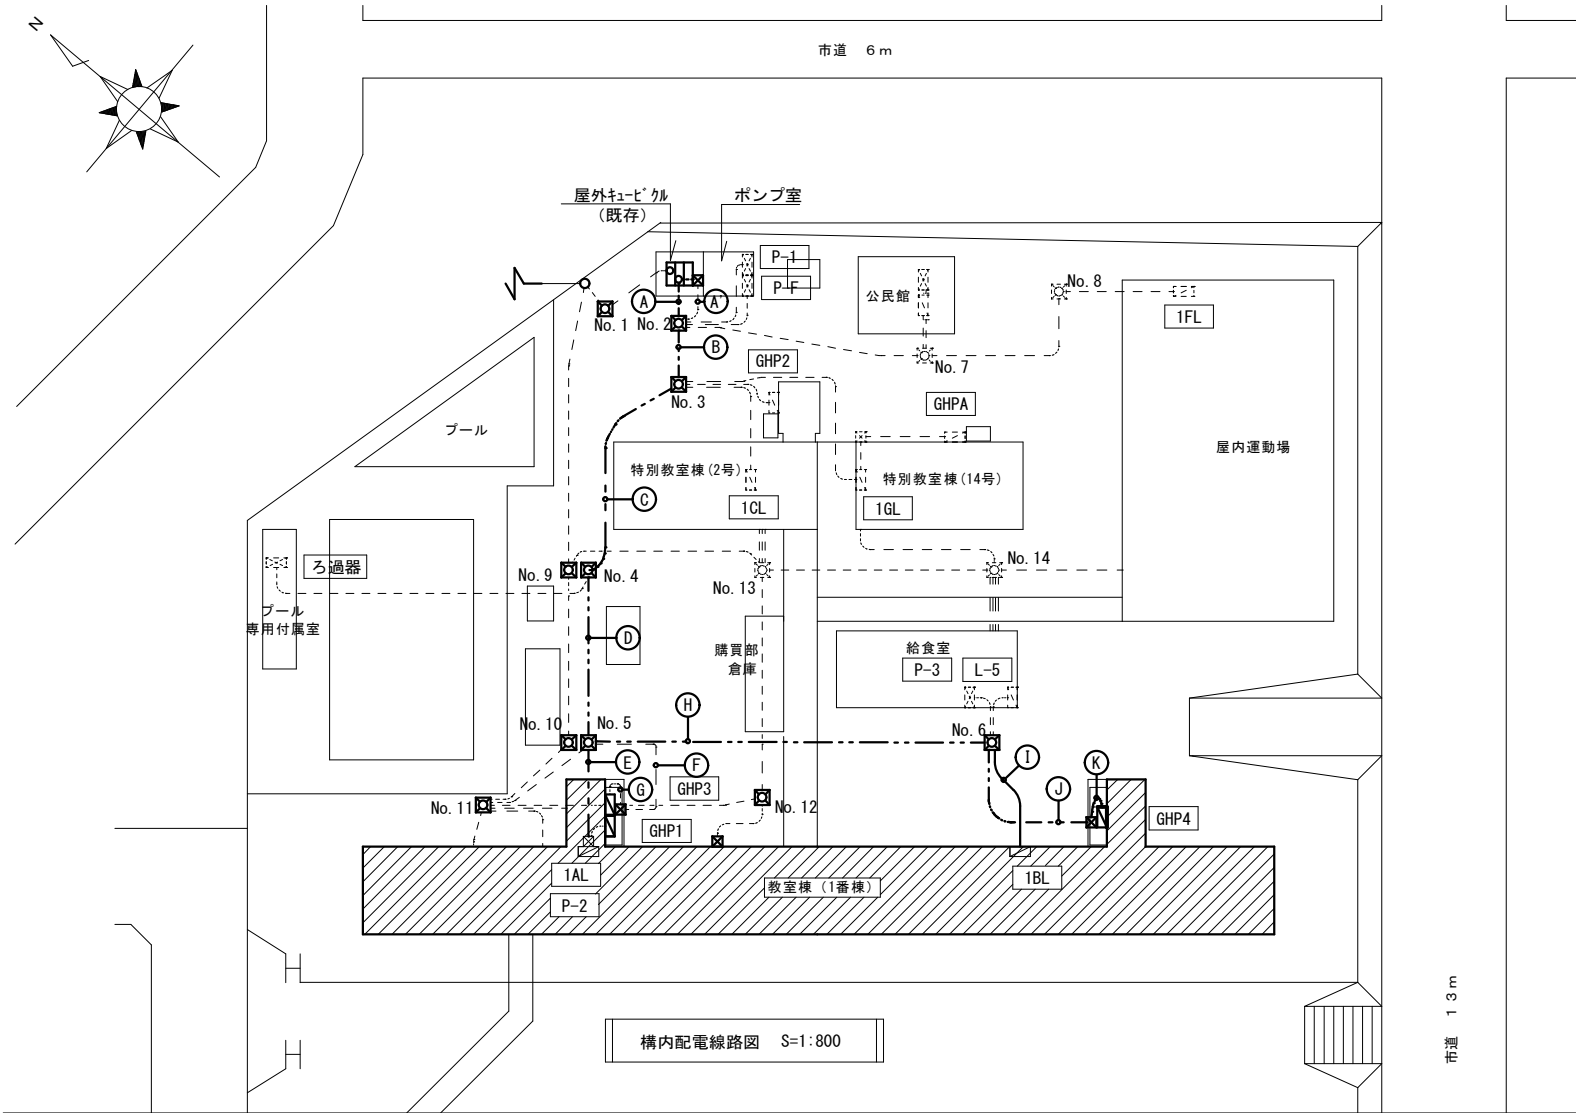 N
市道 6m
屋外キュービクル
(既存)
ポンプ室
P-1
P-F
公民館
No.8
1FL
A
A'
No.1
No.2
B
No.7
GHP2
No.3
GHPA
プール
屋内運動場
特別教室棟(2号)
特別教室棟(14号)
C
1CL
1GL
ろ過器
No.9
No.4
No.13
No.14
プール
専用付属室
D
購買部
倉庫
給食室
P-3
L-5
H
No.10
No.5
No.6
E
F
I
K
G
GHP3
J
No.11
No.12
GHP1
GHP4
1AL
P-2
教室棟(1番棟)
1BL
構内配電線路図 S=1:800
市道 13m